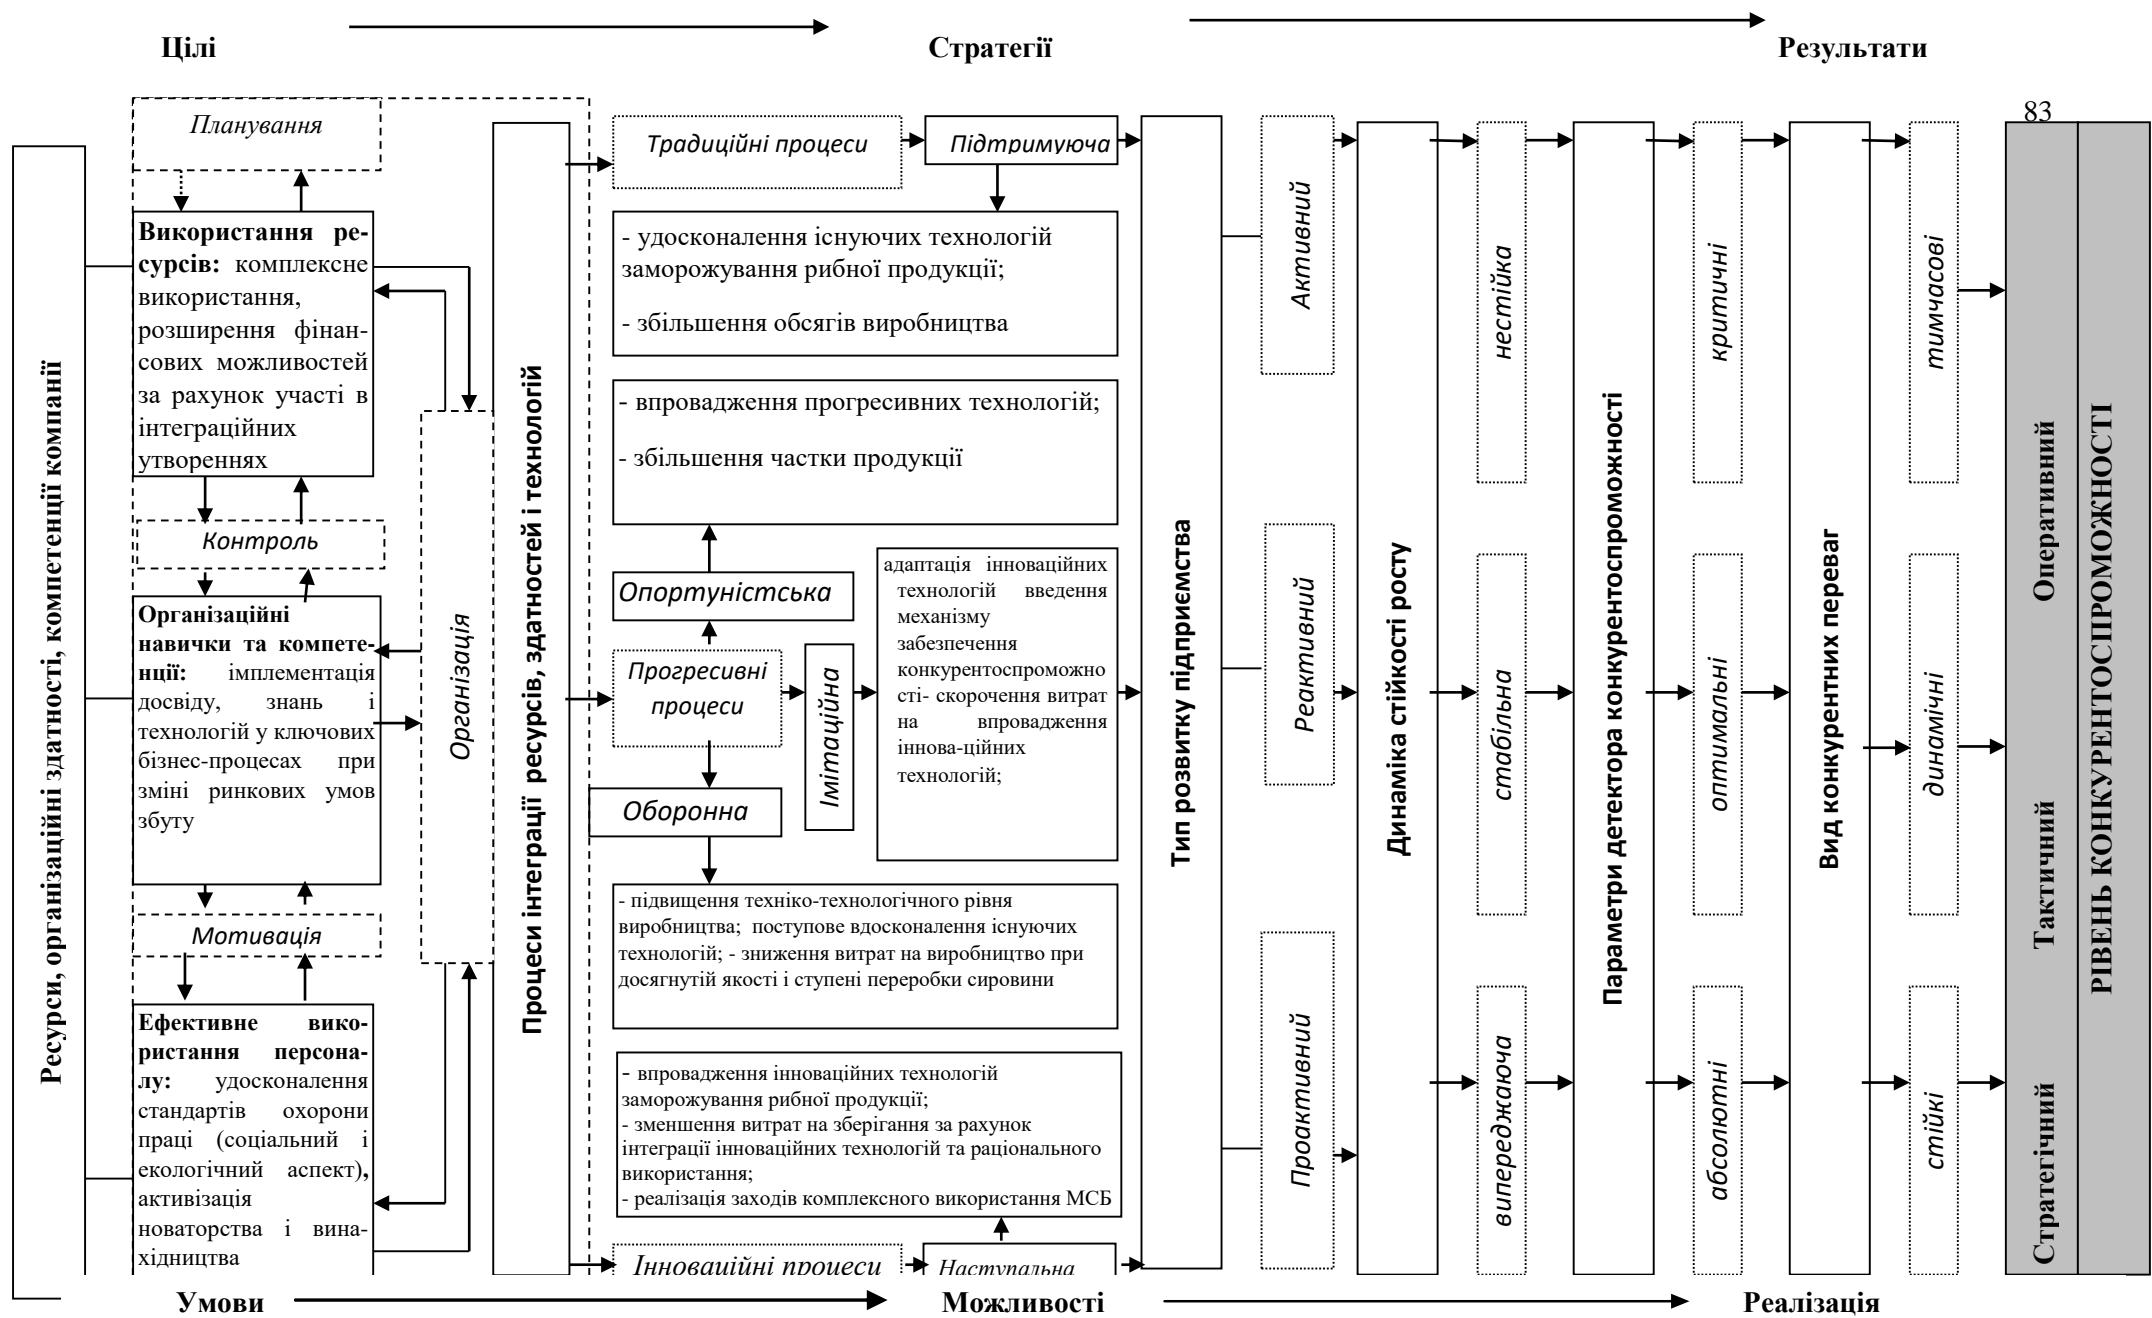 Цілі
Стратегії
Результати
83
Ресурси, організаційні здатності, компетенції компанії
Планування
Використання ре-
сурсів: комплексне
використання,
розширення фінан-
сових можливостей
за рахунок участі в
інтеграційних
утвореннях
Контроль
Організаційні
навички та компете-
нції: імплементація
досвіду, знань і
технологій у ключових
бізнес-процесах при
зміні ринкових умов
збуту
Мотивація
Ефективне вико-
ристання персона-
лу: удосконалення
стандартів охорони
праці (соціальний і
екологічний аспект),
активізація
новаторства і вина-
хідництва
Організація
Процеси інтеграції ресурсів, здатностей і технологій
Традиційні процеси
Підтримуюча
- удосконалення існуючих технологій
заморожування рибної продукції;
- збільшення обсягів виробництва
- впровадження прогресивних технологій;
- збільшення частки продукції
Опортуністська
Прогресивні
процеси
Імітаційна
адаптація інноваційних
технологій введення
механізму
забезпечення
конкурентоспроможно
сті- скорочення витрат
на впровадження
іннова-ційних
технологій;
Оборонна
- підвищення техніко-технологічного рівня
виробництва; поступове вдосконалення існуючих
технологій; - зниження витрат на виробництво при
досягнутій якості і ступені переробки сировини
- впровадження інноваційних технологій
заморожування рибної продукції;
- зменшення витрат на зберігання за рахунок
інтеграції інноваційних технологій та раціонального
використання;
- реалізація заходів комплексного використання МСБ
Інноваційні процеси
Наступальна
Тип розвитку підприємства
Активний
Реактивний
Проактивний
Динаміка стійкості росту
нестійка
стабільна
випереджаюча
Параметри детектора конкурентоспроможності
критичні
оптимальні
абсолютні
Вид конкурентних переваг
тимчасові
динамічні
стійкі
Стратегічний Тактичний Оперативний
РІВЕНЬ КОНКУРЕНТОСПРОМОЖНОСТІ
Умови
Можливості
Реалізація